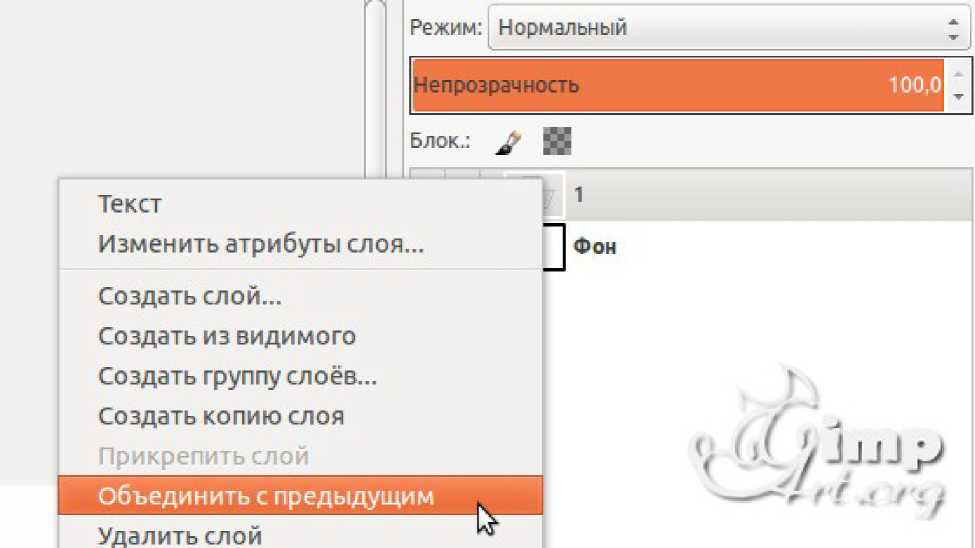 Режим: Нормальный
Непрозрачность 100,0
Блок.:
1
Фон
Текст
Изменить атрибуты слоя...
Создать слой...
Создать из видимого
Создать группу слоёв...
Создать копию слоя
Прикрепить слой
Объединить с предыдущим
Удалить слой
Gimp
Art.org